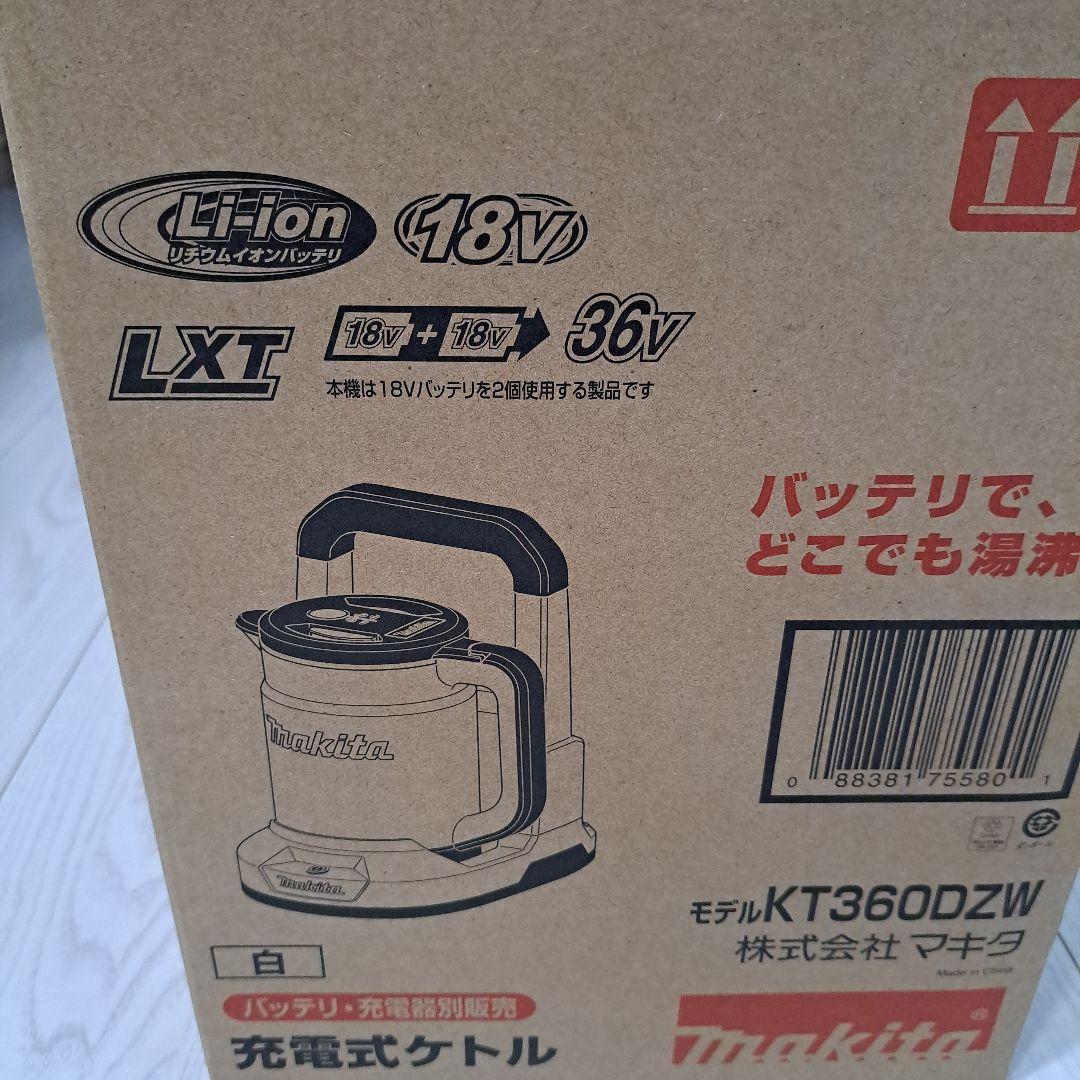 Li-ion
リチウムイオンバッテリ
18V
LXT
18V + 18V 36V
本機は18Vバッテリを2個使用する製品です
バッテリで、
どこでも湯沸
makita
makita
0 88381 75580 1
モデルKT360DZW
株式会社 マキタ
Made in China
白
バッテリ・充電器別販売
充電式ケトル
makita®